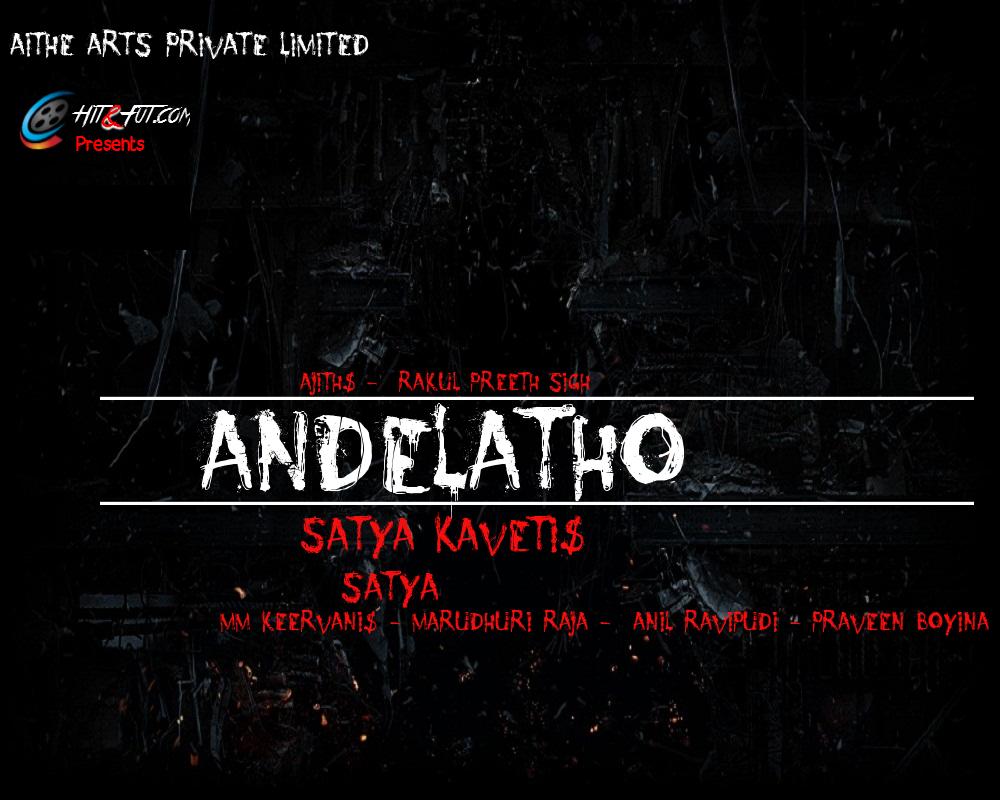 AITHE ARTS PRIVATE LIMITED
HIT&FUT.COM
Presents
AJITH$ - RAKUL PREETH SIGH
ANDELATHO
SATYA KAVETI$
SATYA
MM KEERVANI$ - MARUDHURI RAJA - ANIL RAVIPUDI - PRAVEEN BOYINA